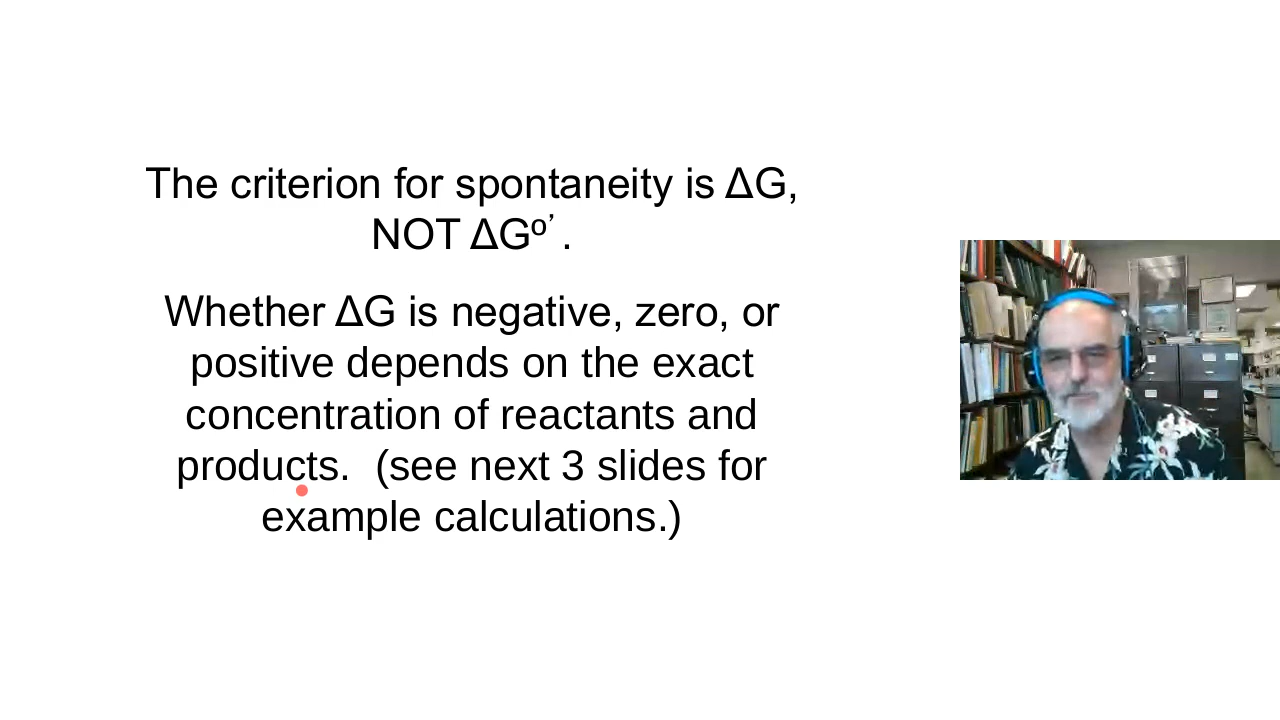 The criterion for spontaneity is ΔG,
NOT ΔGº’ .
Whether ΔG is negative, zero, or
positive depends on the exact
concentration of reactants and
products.  (see next 3 slides for
example calculations.)